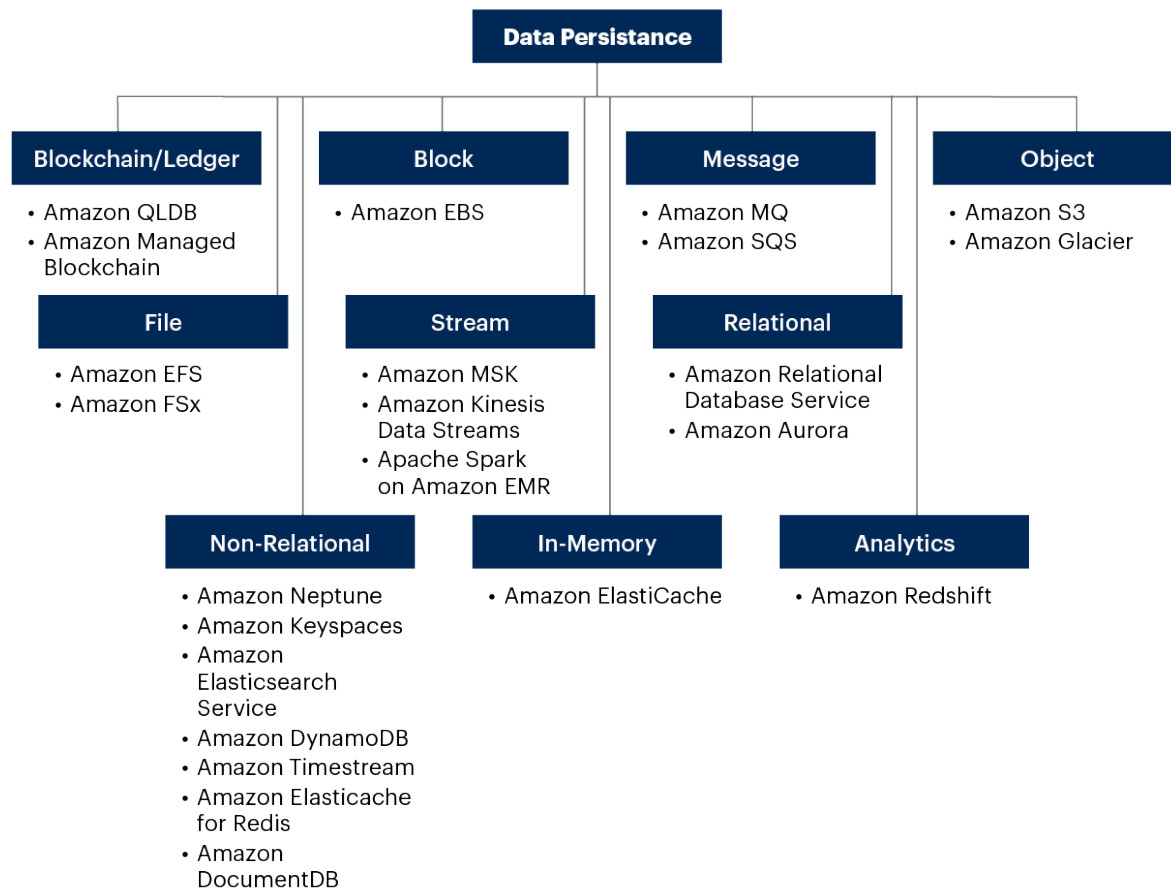 Data Persistance
Blockchain/Ledger
• Amazon QLDB
• Amazon Managed
Blockchain
Block
• Amazon EBS
Message
• Amazon MQ
• Amazon SQS
Object
• Amazon S3
• Amazon Glacier
File
• Amazon EFS
• Amazon FSx
Stream
• Amazon MSK
• Amazon Kinesis
Data Streams
• Apache Spark
on Amazon EMR
Relational
• Amazon Relational
Database Service
• Amazon Aurora
Non-Relational
• Amazon Neptune
• Amazon Keyspaces
• Amazon
Elasticsearch
Service
• Amazon DynamoDB
• Amazon Timestream
• Amazon Elasticache
for Redis
• Amazon
DocumentDB
In-Memory
• Amazon ElastiCache
Analytics
• Amazon Redshift